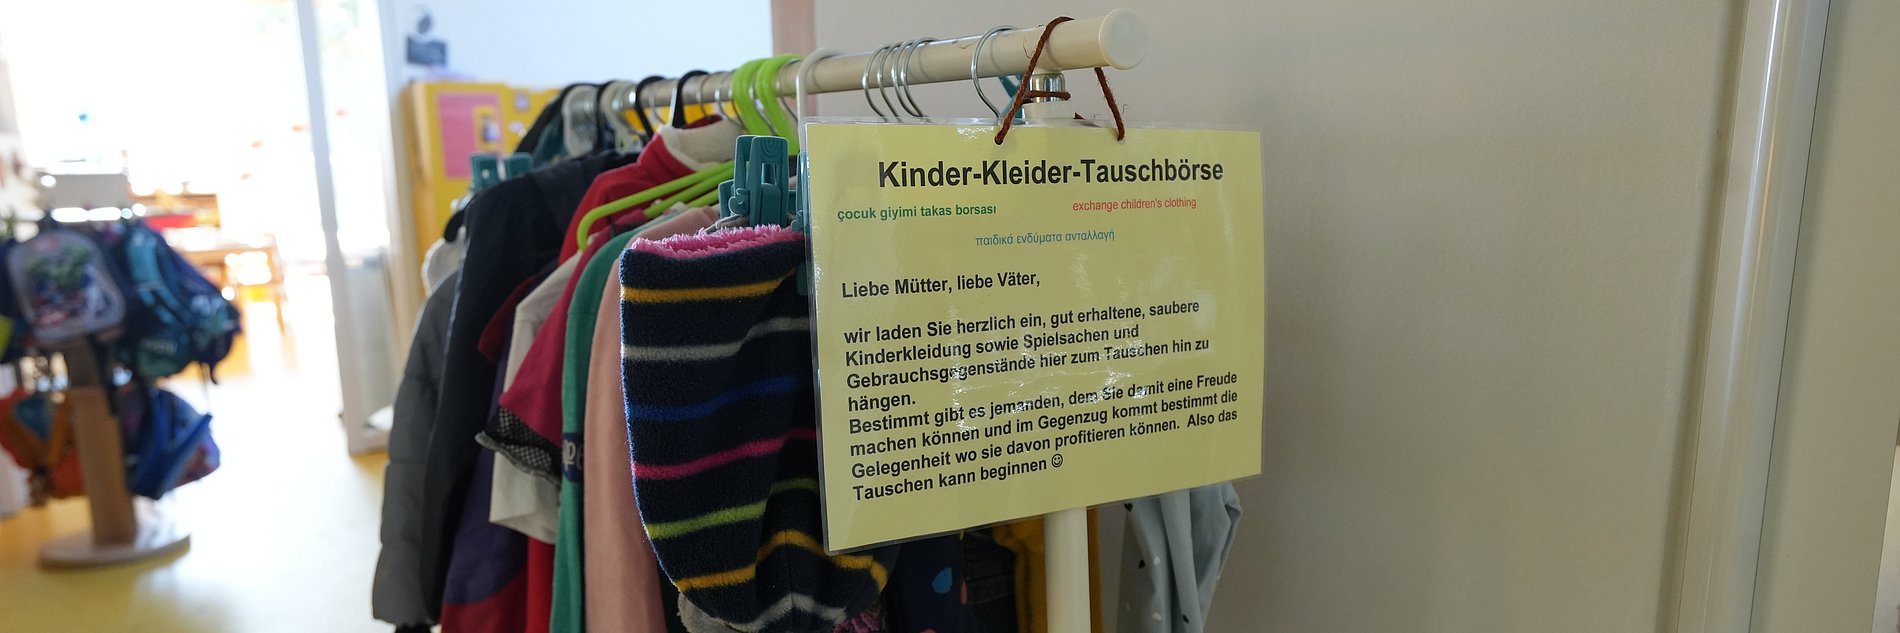 Kinder-Kleider-Tauschbörse
çocuk giyimi takas borsası
exchange children's clothing
παιδικά ενδύματα ανταλλαγή
Liebe Mütter, liebe Väter,
wir laden Sie herzlich ein, gut erhaltene, saubere
Kinderkleidung sowie Spielsachen und
Gebrauchsgegenstände hier zum Tauschen hin zu
hängen.
Bestimmt gibt es jemanden, dem Sie damit eine Freude
machen können und im Gegenzug kommt bestimmt die
Gelegenheit wo sie davon profitieren können. Also das
Tauschen kann beginnen ☺